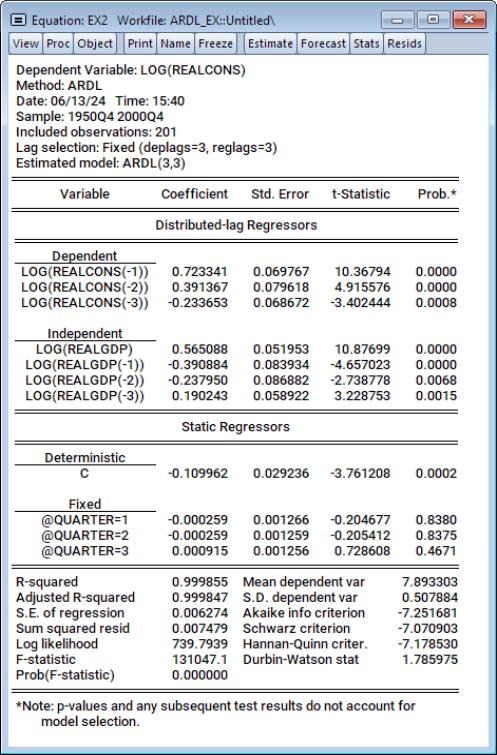 Equation: EX2 Workfile: ARDL_EX::Untitled\
View Proc Object Print Name Freeze Estimate Forecast Stats Resids
Dependent Variable: LOG(REALCONS)
Method: ARDL
Date: 06/13/24 Time: 15:40
Sample: 1950Q4 2000Q4
Included observations: 201
Lag selection: Fixed (deplags=3, reglags=3)
Estimated model: ARDL(3,3)
Variable Coefficient Std. Error t-Statistic Prob.*
Distributed-lag Regressors
Dependent
LOG(REALCONS(-1)) 0.723341 0.069767 10.36794 0.0000
LOG(REALCONS(-2)) 0.391367 0.079618 4.915576 0.0000
LOG(REALCONS(-3)) -0.233653 0.068672 -3.402444 0.0008
Independent
LOG(REALGDP) 0.565088 0.051953 10.87699 0.0000
LOG(REALGDP(-1)) -0.390884 0.083934 -4.657023 0.0000
LOG(REALGDP(-2)) -0.237950 0.086882 -2.738778 0.0068
LOG(REALGDP(-3)) 0.190243 0.058922 3.228753 0.0015
Static Regressors
Deterministic
C -0.109962 0.029236 -3.761208 0.0002
Fixed
@QUARTER=1 -0.000259 0.001266 -0.204677 0.8380
@QUARTER=2 -0.000259 0.001259 -0.205412 0.8375
@QUARTER=3 0.000915 0.001256 0.728608 0.4671
R-squared 0.999855 Mean dependent var 7.893303
Adjusted R-squared 0.999847 S.D. dependent var 0.507884
S.E. of regression 0.006274 Akaike info criterion -7.251681
Sum squared resid 0.007479 Schwarz criterion -7.070903
Log likelihood 739.7939 Hannan-Quinn criter. -7.178530
F-statistic 131047.1 Durbin-Watson stat 1.785975
Prob(F-statistic) 0.000000
*Note: p-values and any subsequent test results do not account for
model selection.